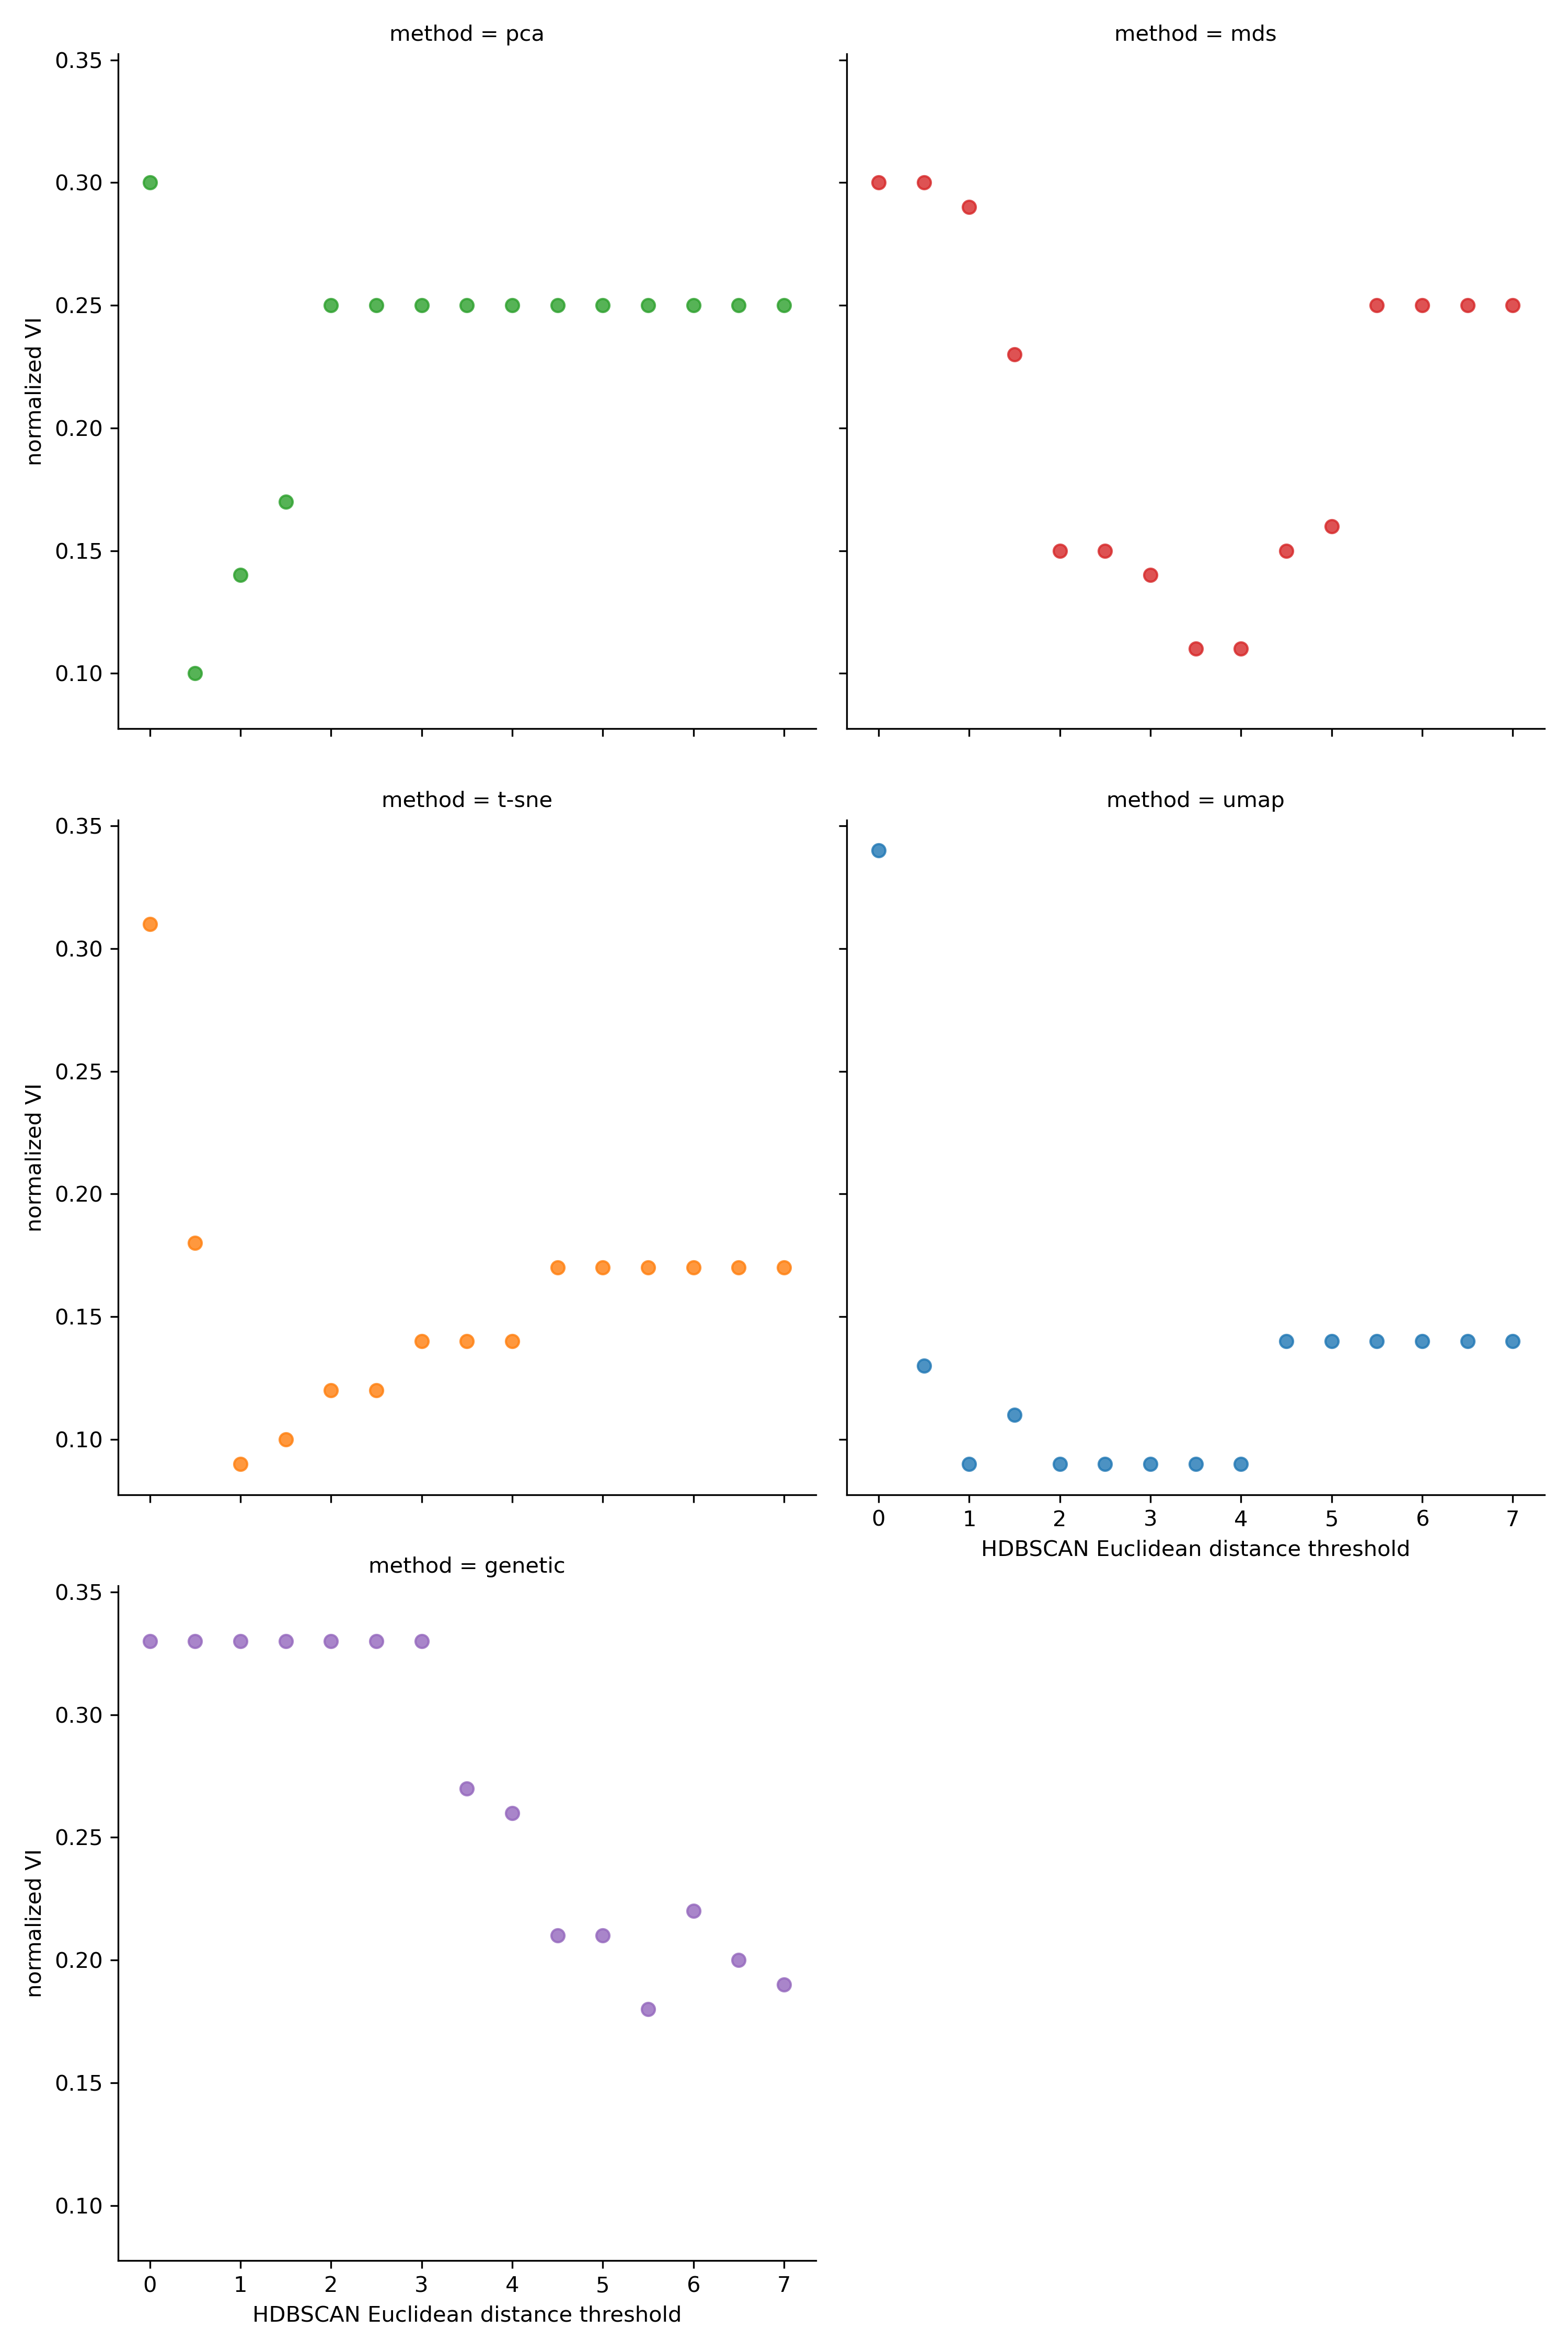 method = pca
0.35
0.30
0.25
0.20
0.15
0.10
normalized VI
method = mds
method = t-sne
0.35
0.30
0.25
0.20
0.15
0.10
normalized VI
method = umap
0 1 2 3 4 5 6 7
HDBSCAN Euclidean distance threshold
method = genetic
0.35
0.30
0.25
0.20
0.15
0.10
normalized VI
0 1 2 3 4 5 6 7
HDBSCAN Euclidean distance threshold